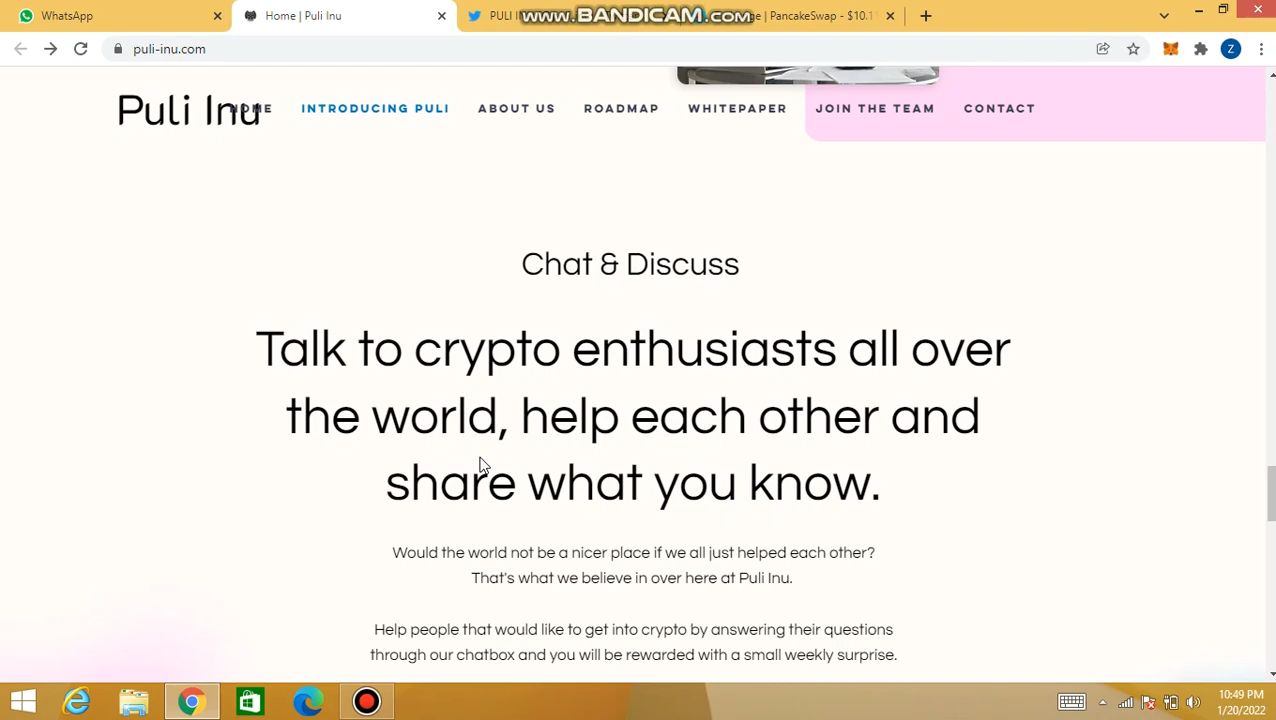 WhatsApp
Home | Puli Inu
PULI I
www.BANDICAM.com
ge | PancakeSwap - $10.1
puli-inu.com
Z
Puli Inu
HOME
INTRODUCING PULI
ABOUT US
ROADMAP
WHITEPAPER
JOIN THE TEAM
CONTACT
Chat & Discuss
Talk to crypto enthusiasts all over
the world, help each other and
share what you know.
Would the world not be a nicer place if we all just helped each other?
That's what we believe in over here at Puli Inu.
Help people that would like to get into crypto by answering their questions
through our chatbox and you will be rewarded with a small weekly surprise.
10:49 PM
1/20/2022